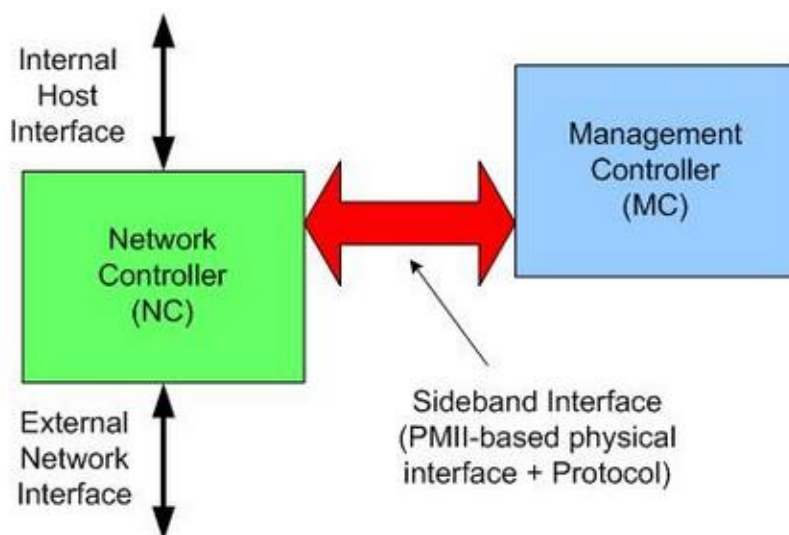 Internal
Host
Interface
Management
Controller
(MC)
Network
Controller
(NC)
Sideband Interface
(PMII-based physical
interface + Protocol)
External
Network
Interface